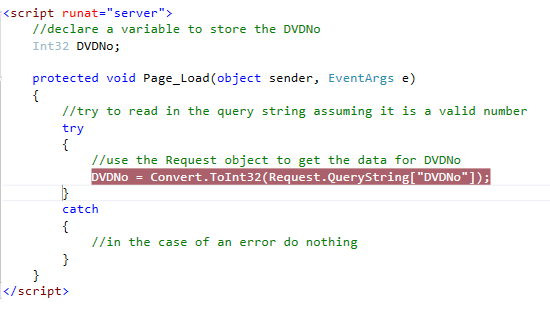 <script runat="server">
//declare a variable to store the DVDNo
Int32 DVDNo;
protected void Page_Load(object sender, EventArgs e)
{
//try to read in the query string assuming it is a valid number
try
{
//use the Request object to get the data for DVDNo
DVDNo = Convert.ToInt32(Request.QueryString["DVDNo"]);
}
catch
{
//in the case of an error do nothing
}
}
</script>